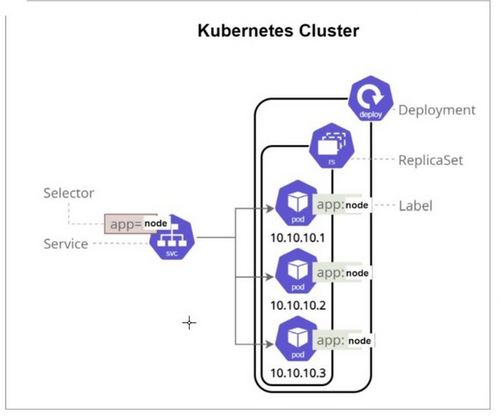 Kubernetes Cluster
deploy
Deployment
rs
ReplicaSet
Selector
app= node
Service
svc
pod
app: node
Label
10.10.10.1
pod
app: node
10.10.10.2
pod
app: node
10.10.10.3